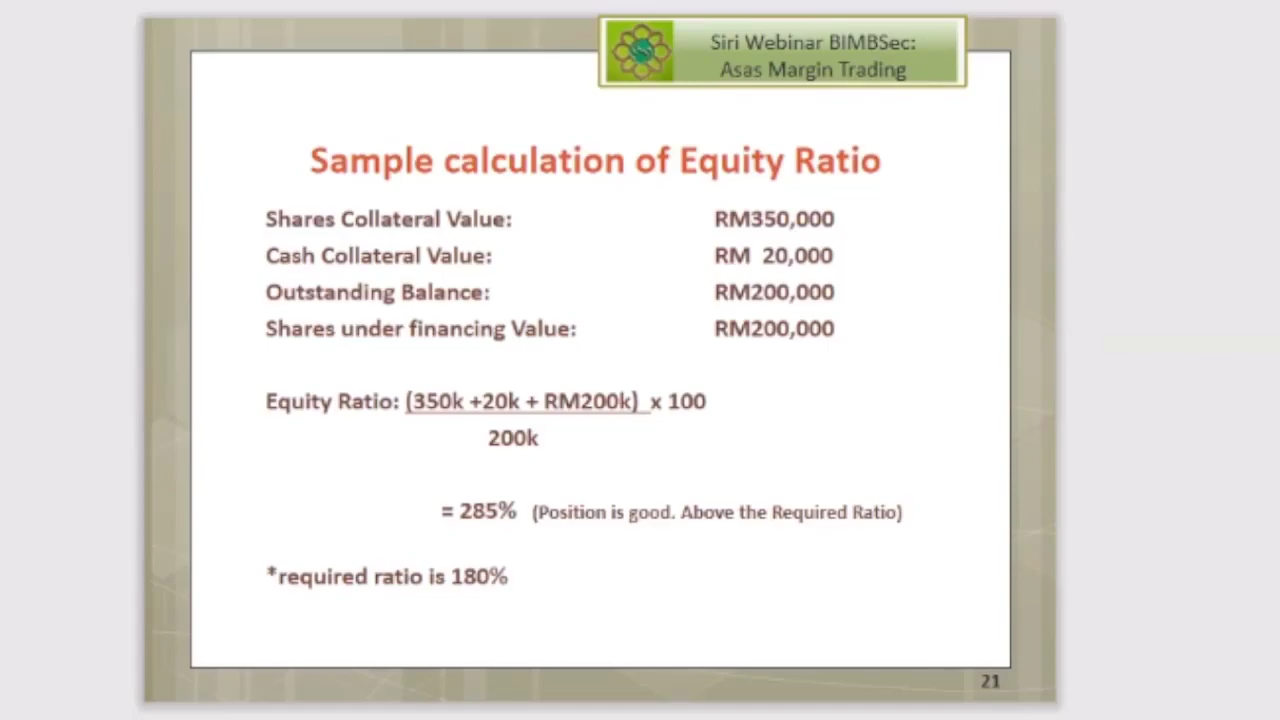 Siri Webinar BIMBSec:
Asas Margin Trading
Sample calculation of Equity Ratio
Shares Collateral Value: RM350,000
Cash Collateral Value: RM 20,000
Outstanding Balance: RM200,000
Shares under financing Value: RM200,000
Equity Ratio: (350k +20k + RM200k) x 100
200k
= 285% (Position is good. Above the Required Ratio)
*required ratio is 180%
21